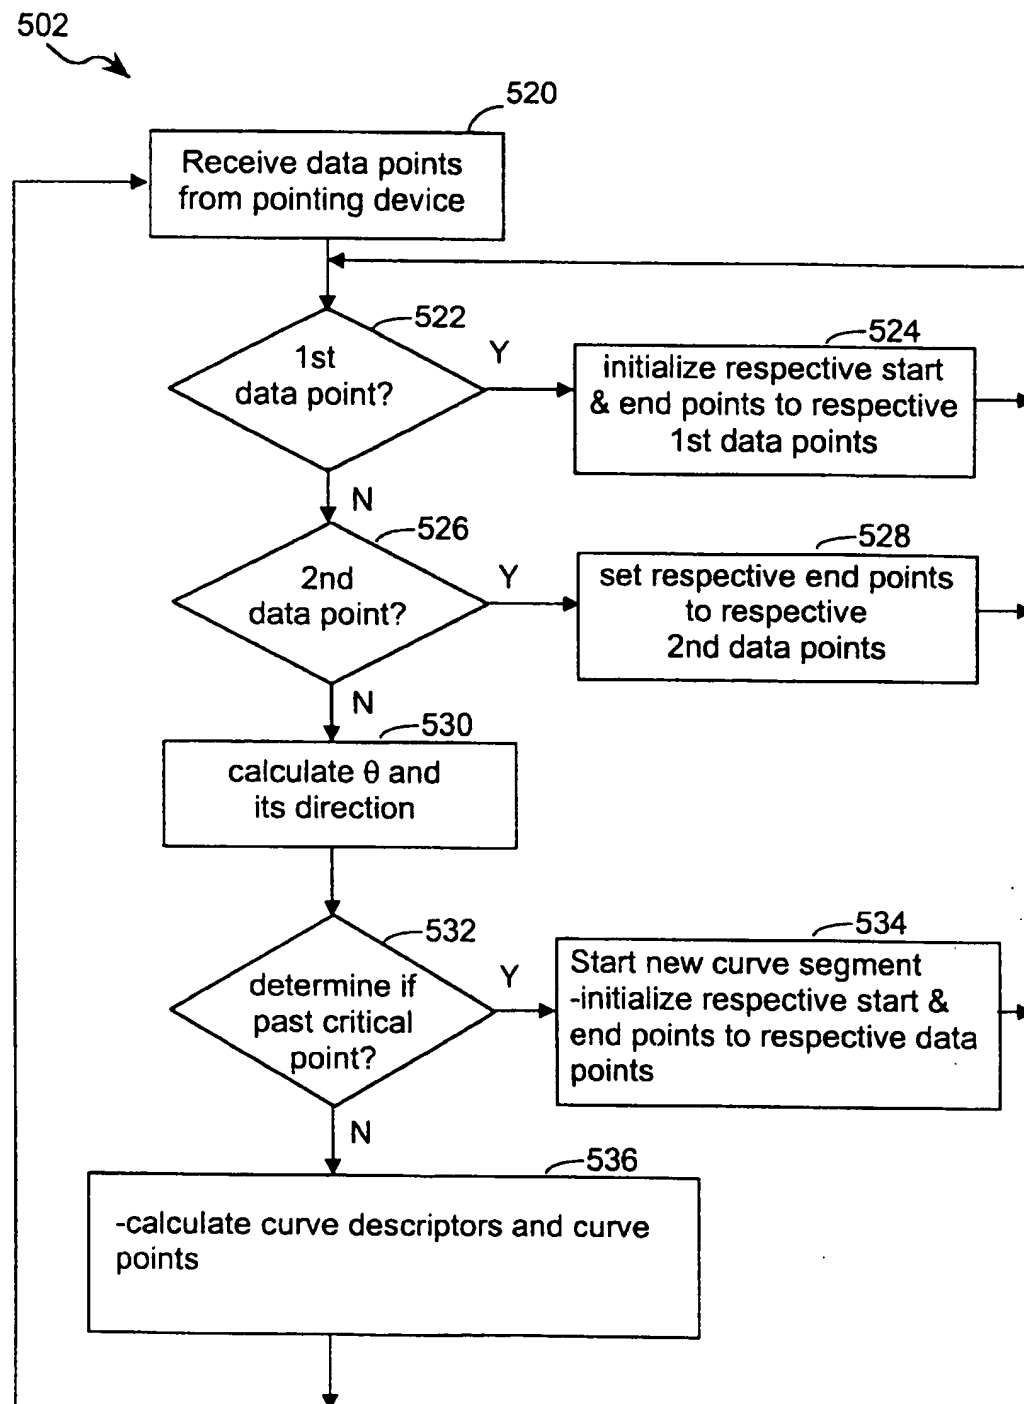 502
520
Receive data points
from pointing device
522
1st
data point?
Y
524
initialize respective start
& end points to respective
1st data points
N
526
2nd
data point?
Y
528
set respective end points
to respective
2nd data points
N
530
calculate θ and
its direction
532
determine if
past critical
point?
Y
534
Start new curve segment
-initialize respective start &
end points to respective data
points
N
536
-calculate curve descriptors and curve
points